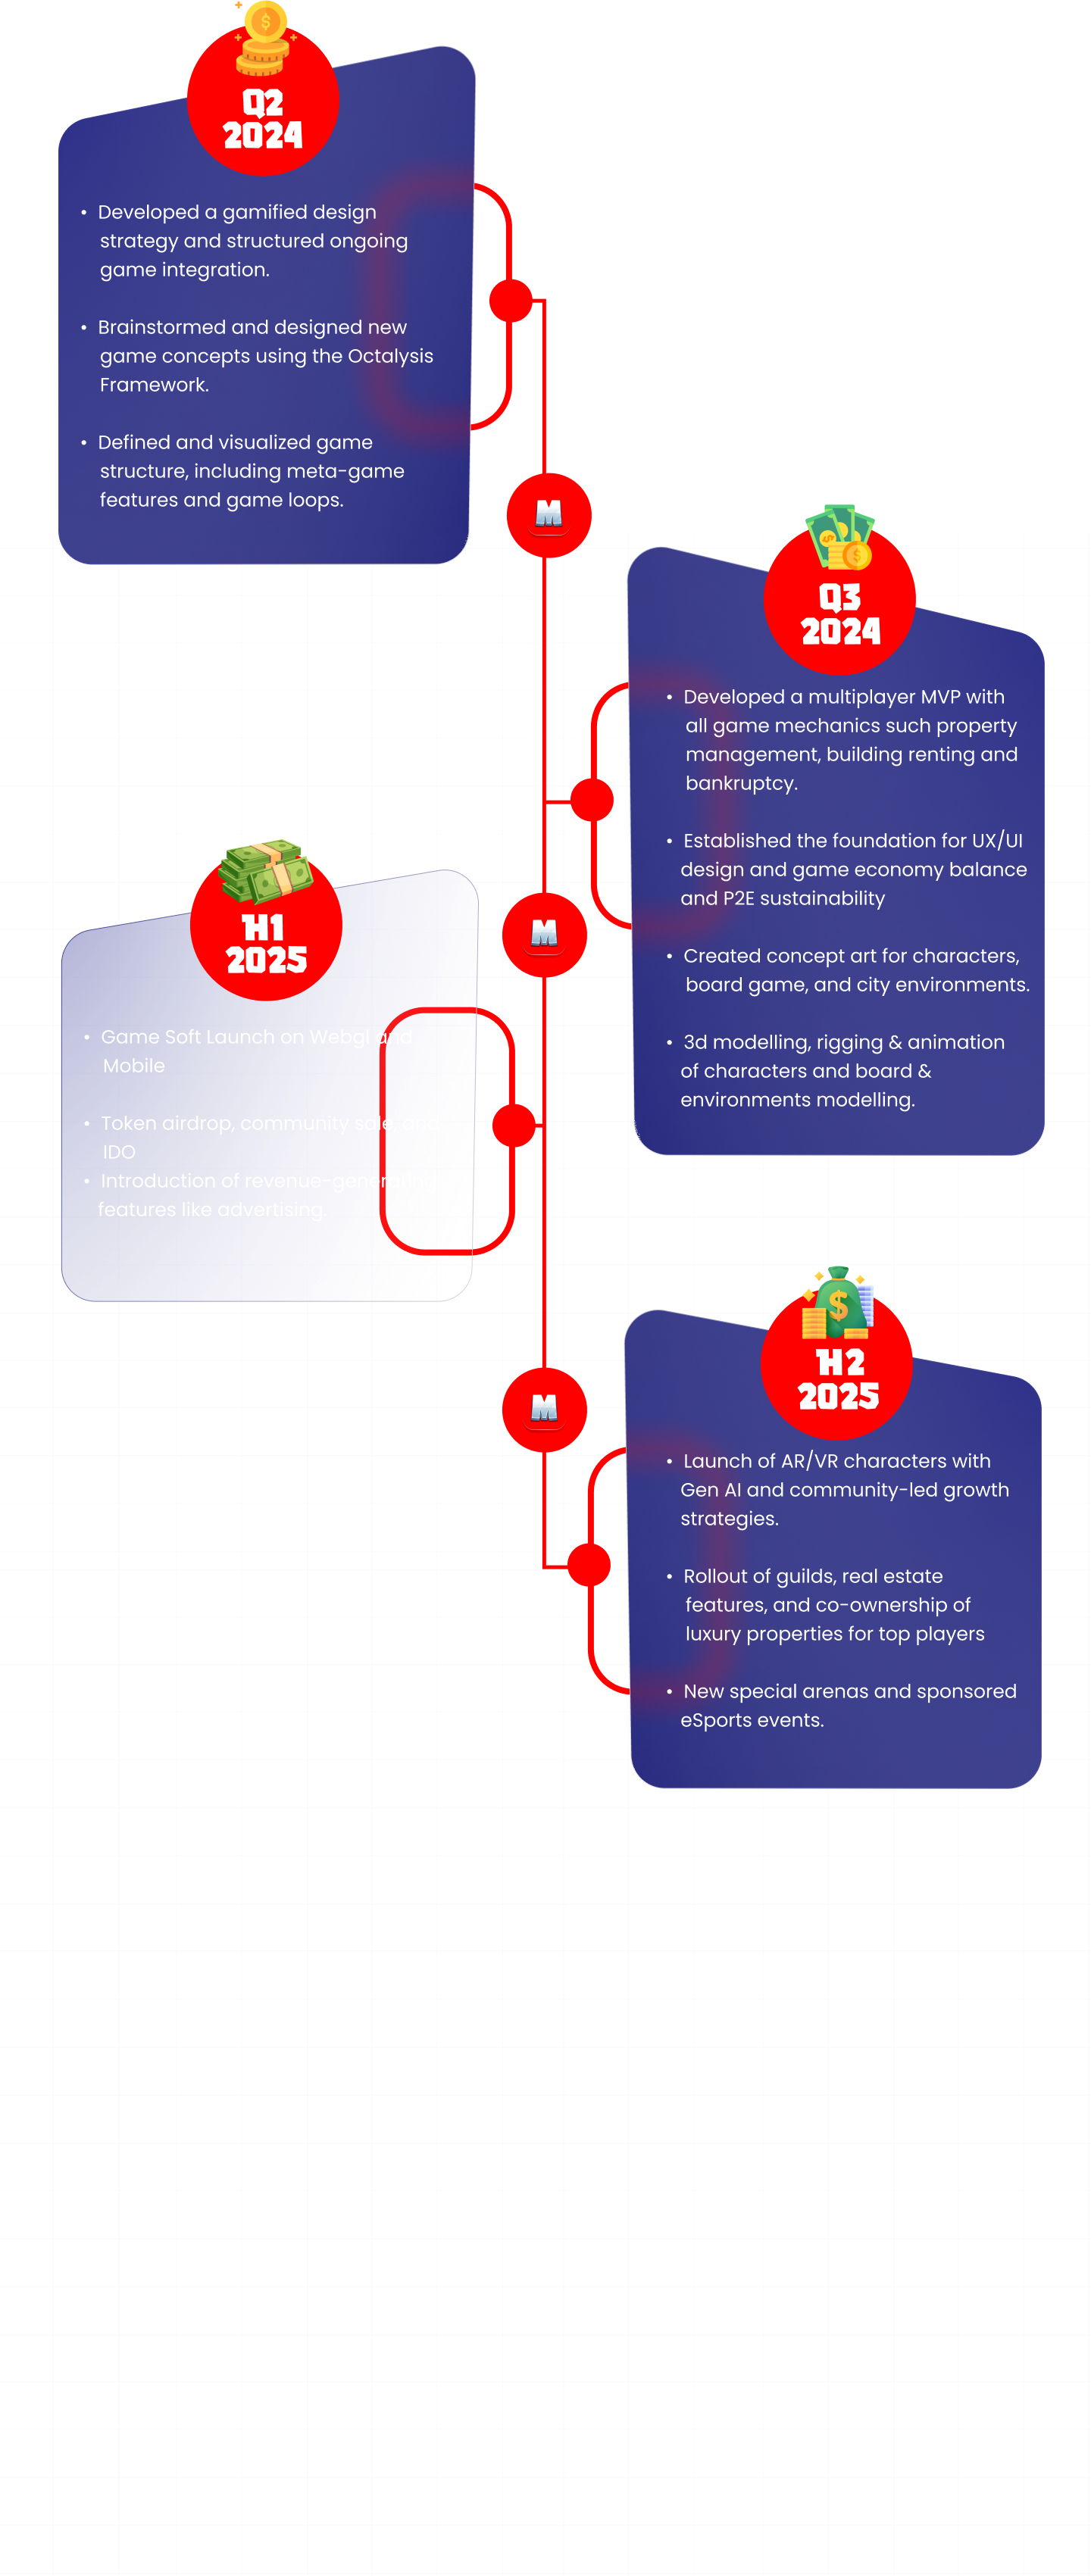 Q2
2024
• Developed a gamified design
strategy and structured ongoing
game integration.
• Brainstormed and designed new
game concepts using the Octalysis
Framework.
• Defined and visualized game
structure, including meta-game
features and game loops.
M
Q3
2024
• Developed a multiplayer MVP with
all game mechanics such property
management, building renting and
bankruptcy.
• Established the foundation for UX/UI
design and game economy balance
and P2E sustainability
• Created concept art for characters,
board game, and city environments.
• 3d modelling, rigging & animation
of characters and board &
environments modelling.
M
H1
2025
• Game Soft Launch on Webgl and
Mobile
• Token airdrop, community sale, and
IDO
• Introduction of
features like advertising.
M
H2
2025
• Launch of AR/VR characters with
Gen AI and community-led growth
strategies.
• Rollout of guilds, real estate
features, and co-ownership of
luxury properties for top players
• New special arenas and sponsored
eSports events.